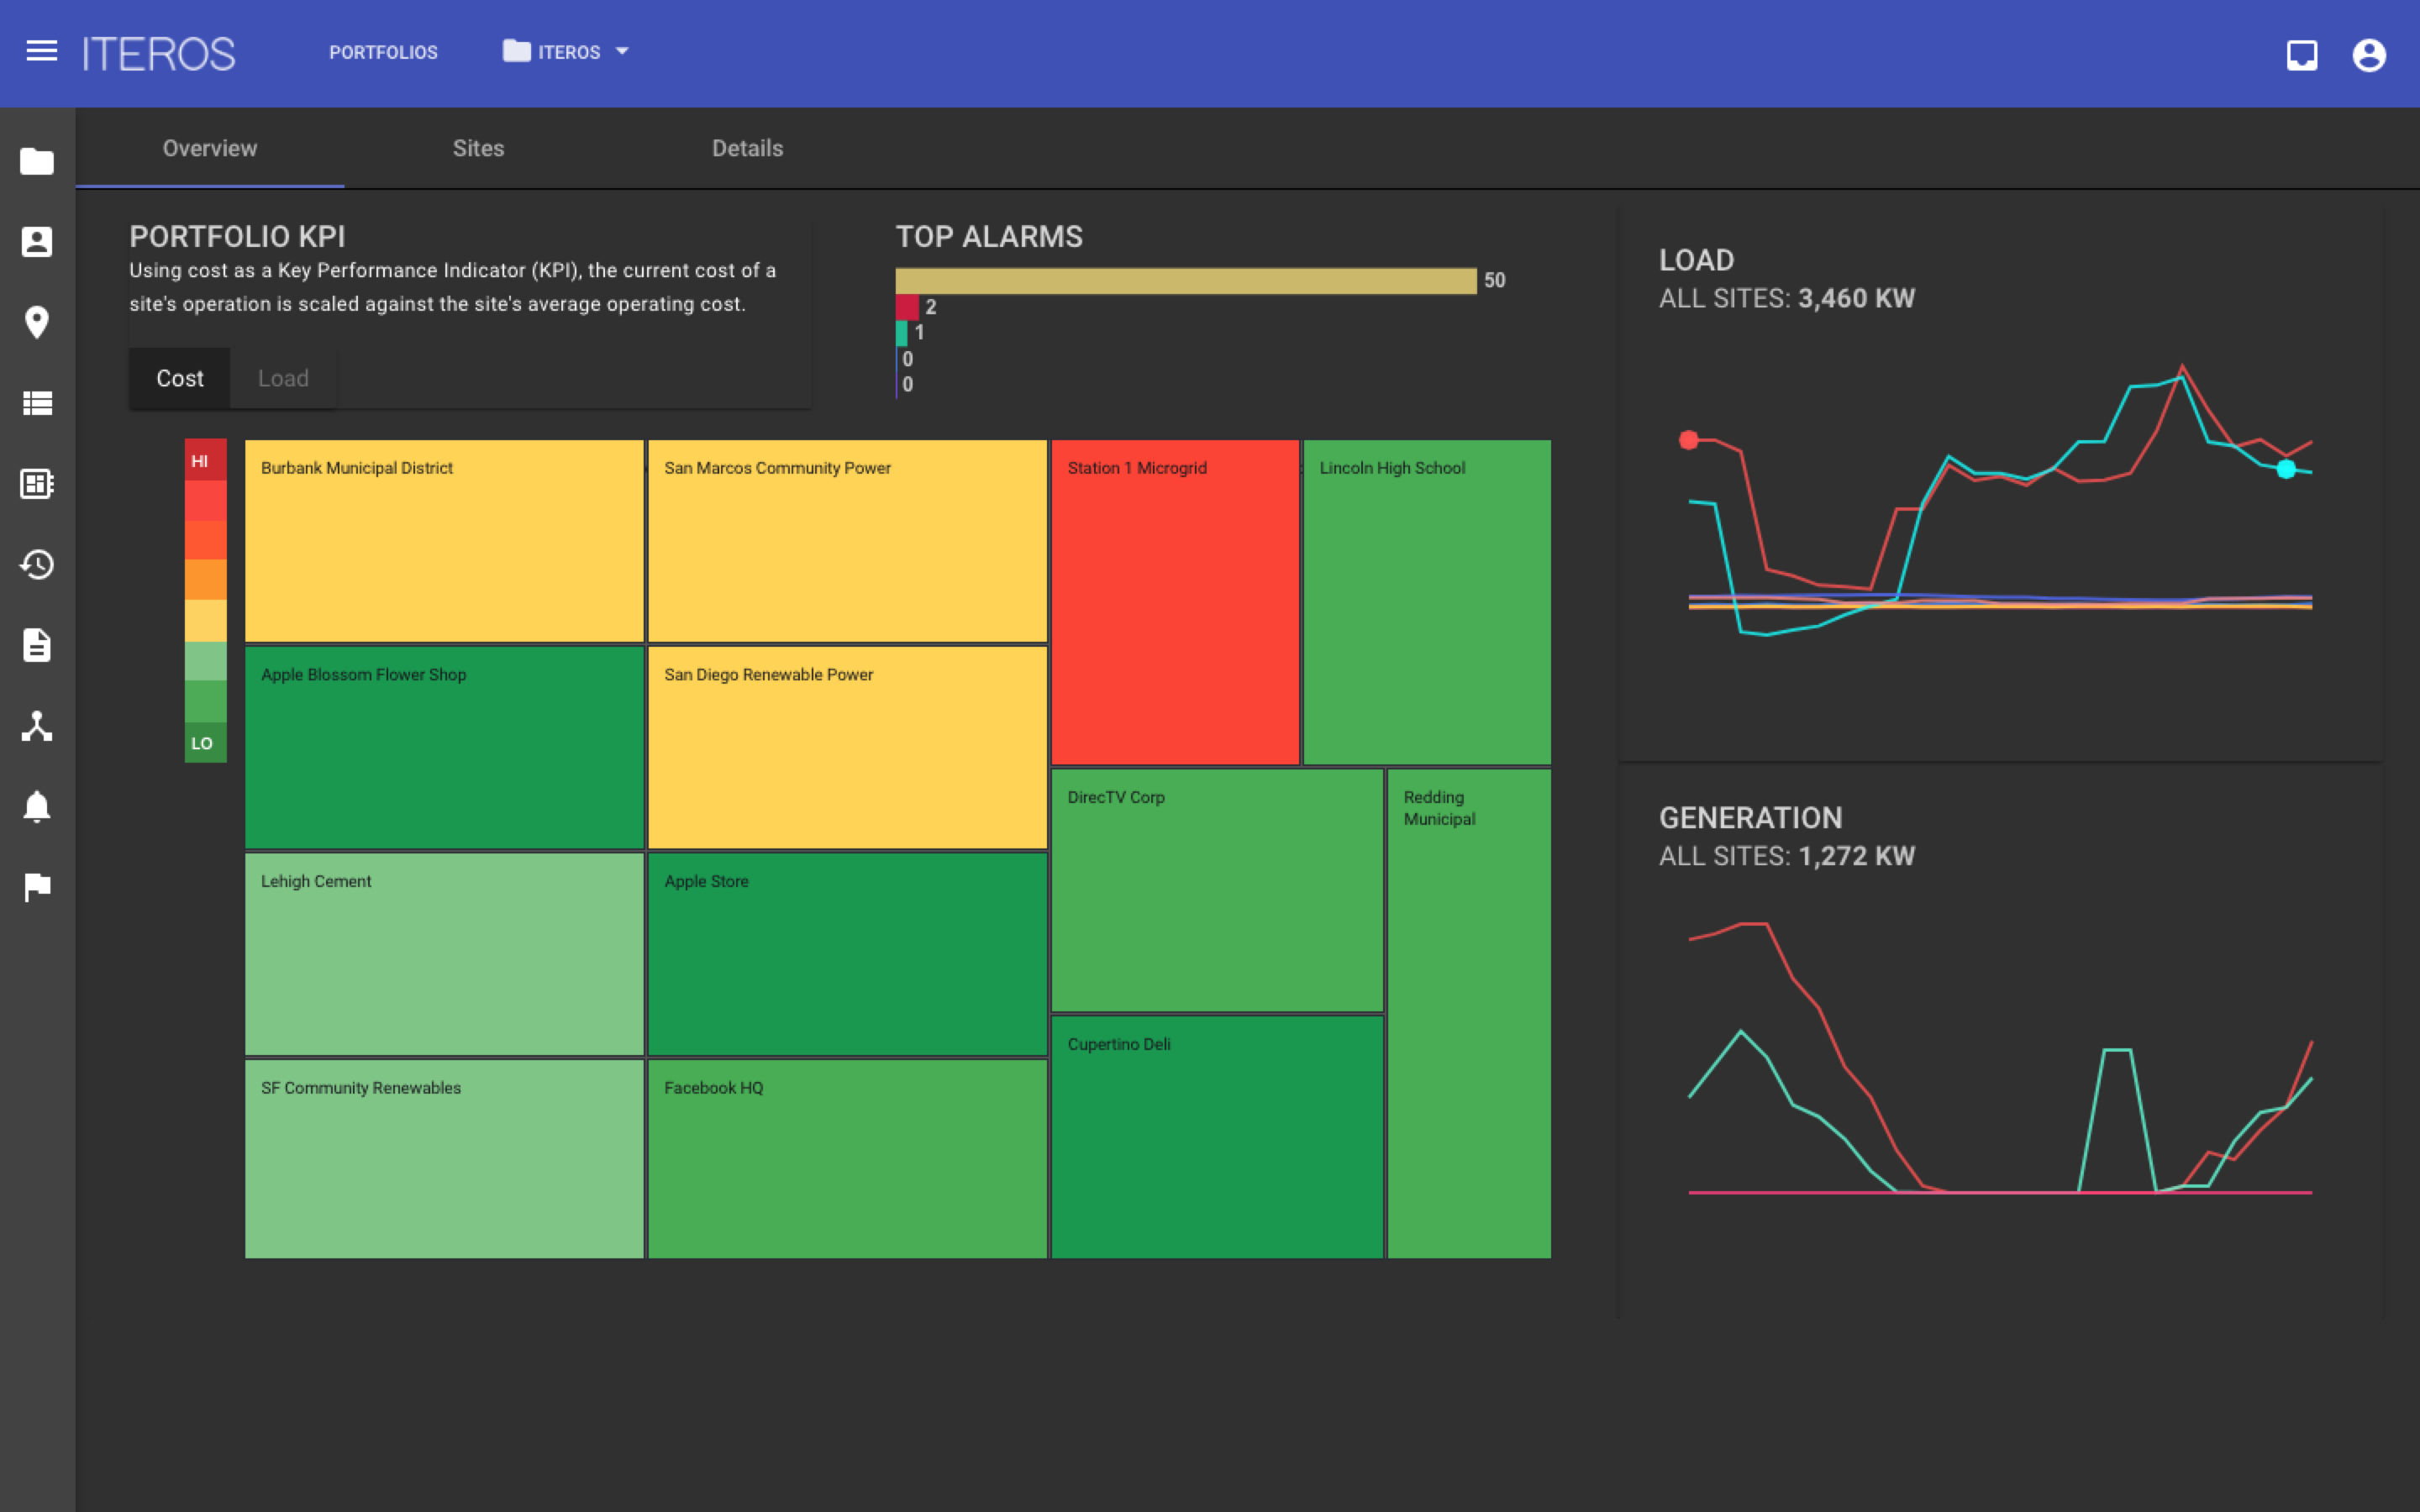 ITEROS
PORTFOLIOS
ITEROS
Overview
Sites
Details
PORTFOLIO KPI
Using cost as a Key Performance Indicator (KPI), the current cost of a
site's operation is scaled against the site's average operating cost.
Cost
Load
TOP ALARMS
50
2
1
0
0
HI
LO
Burbank Municipal District
San Marcos Community Power
Station 1 Microgrid
Lincoln High School
Apple Blossom Flower Shop
San Diego Renewable Power
DirecTV Corp
Redding
Municipal
Lehigh Cement
Apple Store
Cupertino Deli
SF Community Renewables
Facebook HQ
LOAD
ALL SITES: 3,460 KW
GENERATION
ALL SITES: 1,272 KW